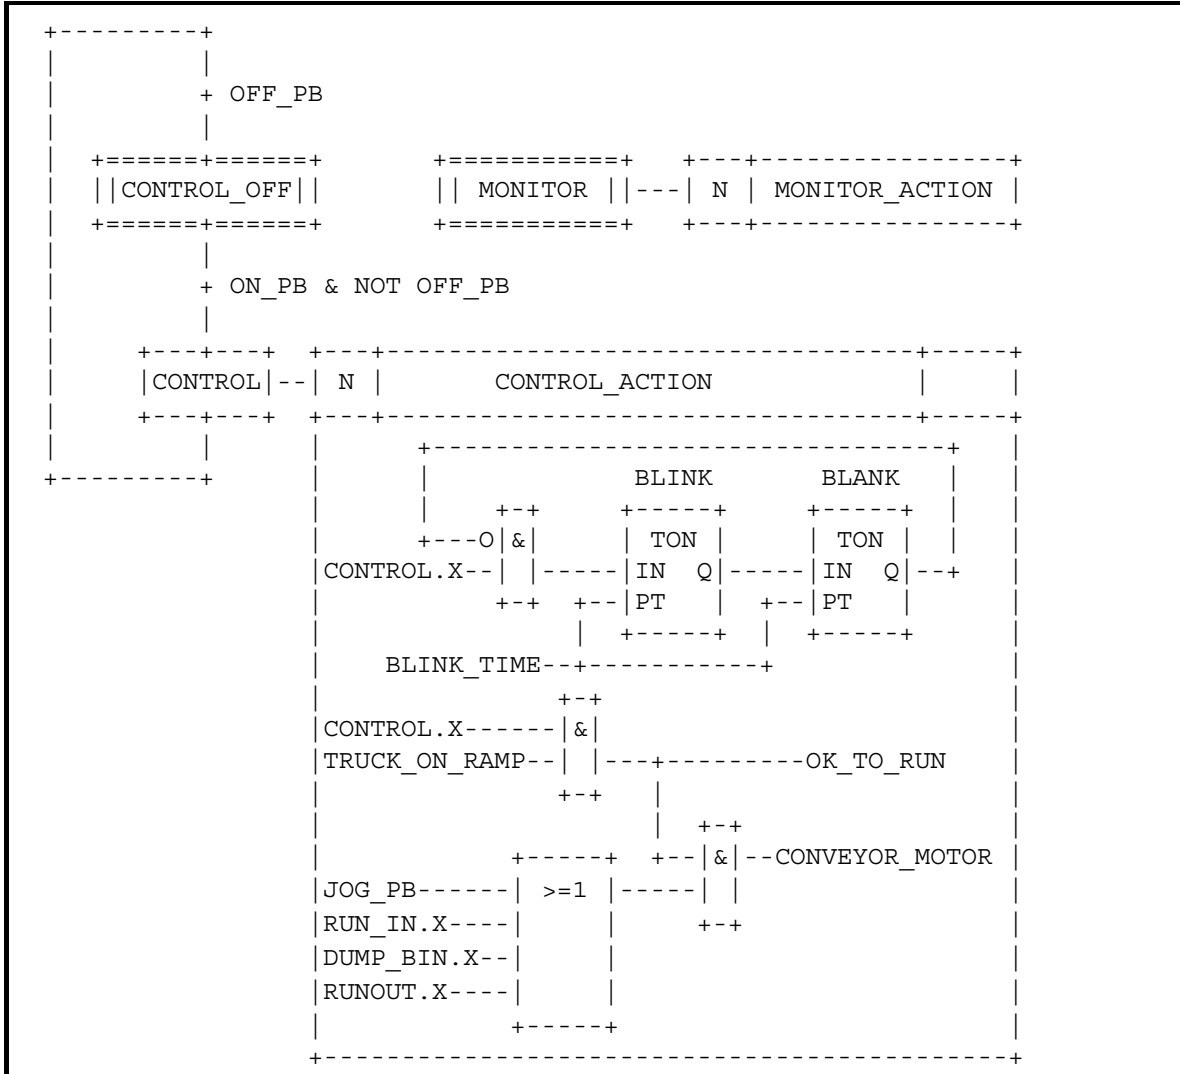 OFF_PB
CONTROL_OFF MONITOR N MONITOR_ACTION
ON_PB & NOT OFF_PB
CONTROL N CONTROL_ACTION
BLINK BLANK
O & TON TON
CONTROL.X IN Q IN Q
PT PT
BLINK_TIME
CONTROL.X &
TRUCK_ON_RAMP OK_TO_RUN
& CONVEYOR_MOTOR
JOG_PB >=1
RUN_IN.X
DUMP_BIN.X
RUNOUT.X